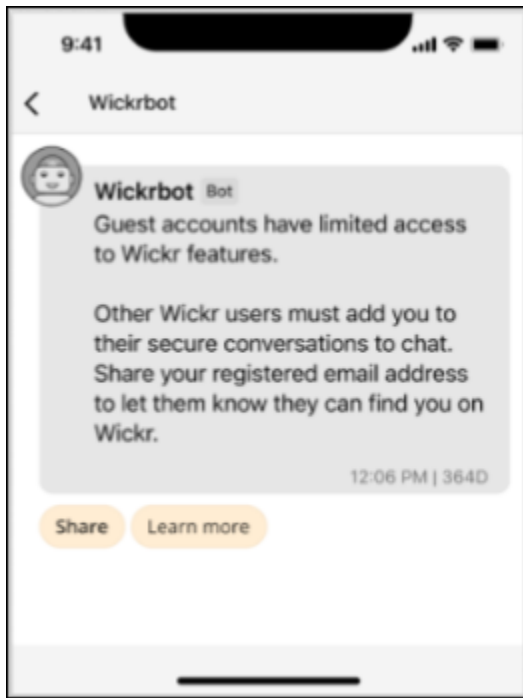 9:41
Wickrbot
Wickrbot Bot
Guest accounts have limited access
to Wickr features.
Other Wickr users must add you to
their secure conversations to chat.
Share your registered email address
to let them know they can find you on
Wickr.
12:06 PM | 364D
Share Learn more